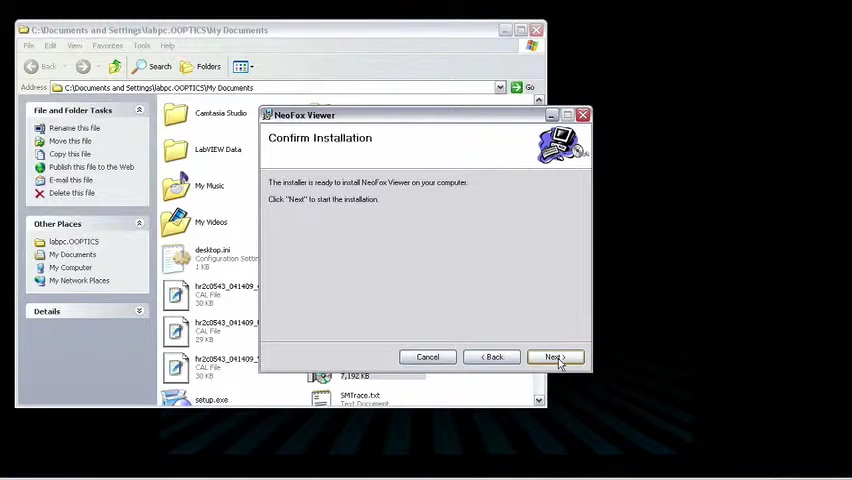 C:\Documents and Settings\labpc.OOPTICS\My Documents
File Edit View Favorites Tools Help
Back Search Folders
Address C:\Documents and Settings\labpc.OOPTICS\My Documents Go
File and Folder Tasks
Rename this file
Move this file
Copy this file
Publish this file to the Web
E-mail this file
Delete this file
Other Places
labpc.OOPTICS
My Documents
My Computer
My Network Places
Details
Camtasia Studio
LabVIEW Data
My Music
My Videos
desktop.ini
Configuration Setti
1 KB
hr2c0543_041409_
CAL File
30 KB
hr2c0543_041409_
CAL File
29 KB
hr2c0543_041409_
CAL File
30 KB
setup.exe
7,192 KB
SMTrace.txt
Text Document
NeoFox Viewer
Confirm Installation
The installer is ready to install NeoFox Viewer on your computer.
Click "Next" to start the installation.
Cancel
< Back
Next >